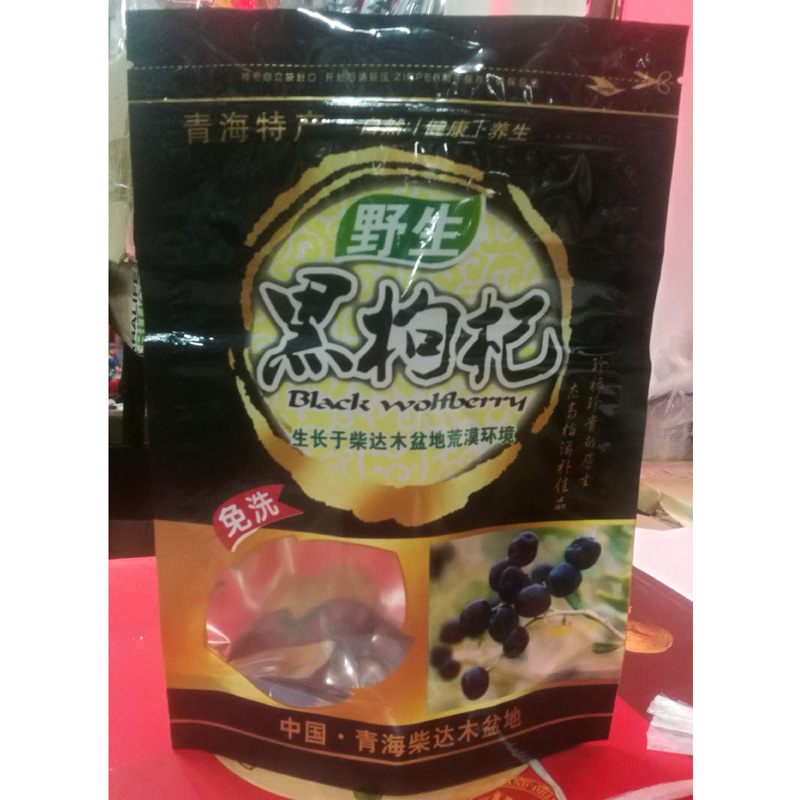 青海特产 自然/健康/养生
野生
黑枸杞
Black wolfberry
生长于柴达木盆地荒漠环境
免洗
中国·青海柴达木盆地